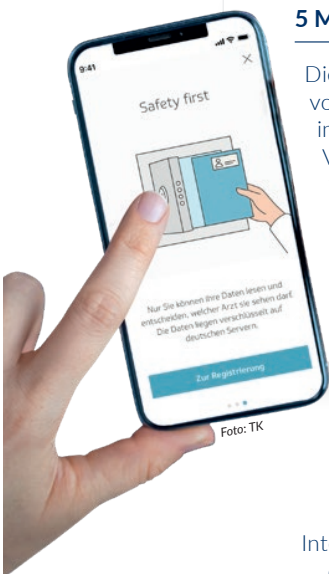 5 M
Die
vo
in
V
9:41
Safety first
Nur Sie können Ihre Daten lesen und
entscheiden, welcher Arzt sie sehen darf.
Die Daten liegen verschlüsselt auf
deutschen Servern.
Zur Registrierung
Foto: TK
Int